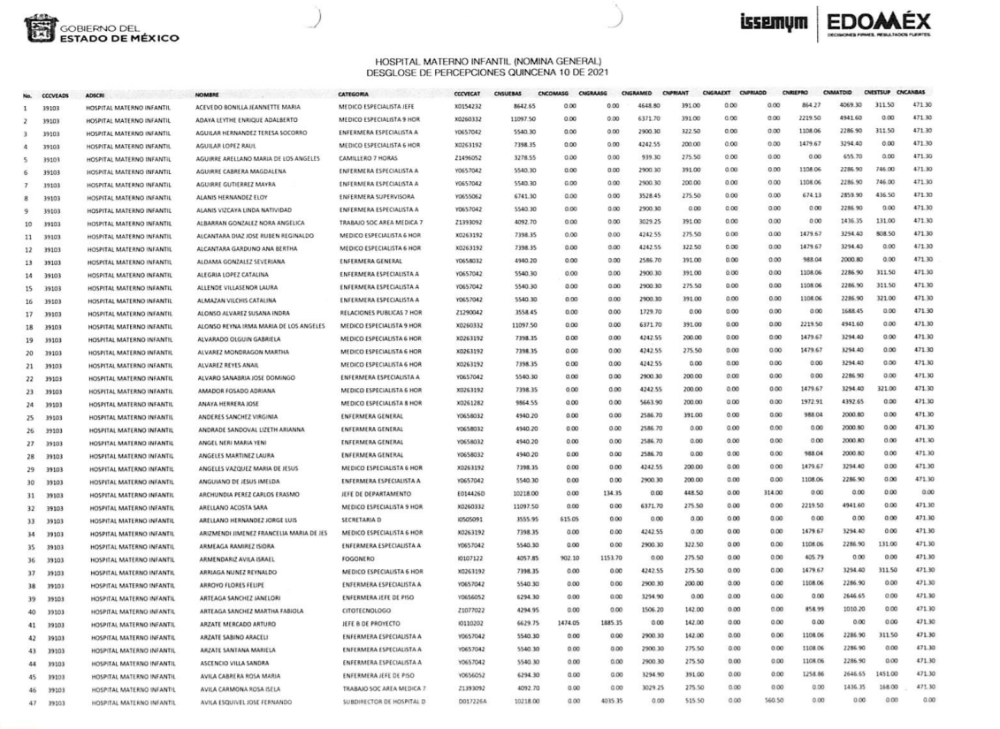 GOBIERNO DEL
ESTADO DE MÉXICO
issemym
EDOMÉX
DECISIONES FIRMES, RESULTADOS FUERTES.
HOSPITAL MATERNO INFANTIL (NOMINA GENERAL)
DESGLOSE DE PERCEPCIONES QUINCENA 10 DE 2021
No. CCCVEADS ADSCRI NOMBRE CATEGORIA CCCVECAT CNSUEBAS CNCOMASG CNGRAASG CNGRAMED CNPRIANT CNGRAEXT CNPRIADD CNRIEPRO CNMATDID CNESTSUP CNCANBAS
1 39103 HOSPITAL MATERNO INFANTIL ACEVEDO BONILLA JEANNETTE MARIA MEDICO ESPECIALISTA JEFE X0154232 8642.65 0.00 0.00 4648.80 391.00 0.00 0.00 864.27 4069.30 311.50 471.30
2 39103 HOSPITAL MATERNO INFANTIL ADAYA LEYTHE ENRIQUE ADALBERTO MEDICO ESPECIALISTA 9 HOR X0260332 11097.50 0.00 0.00 6371.70 391.00 0.00 0.00 2219.50 4941.60 0.00 471.30
3 39103 HOSPITAL MATERNO INFANTIL AGUILAR HERNANDEZ TERESA SOCORRO ENFERMERA ESPECIALISTA A Y0657042 5540.30 0.00 0.00 2900.30 322.50 0.00 0.00 1108.06 2286.90 311.50 471.30
4 39103 HOSPITAL MATERNO INFANTIL AGUILAR LOPEZ RAUL MEDICO ESPECIALISTA 6 HOR X0263192 7398.35 0.00 0.00 4242.55 200.00 0.00 0.00 1479.67 3294.40 0.00 471.30
5 39103 HOSPITAL MATERNO INFANTIL AGUIRRE ARELLANO MARIA DE LOS ANGELES CAMILLERO 7 HORAS Z1496052 3278.55 0.00 0.00 939.30 275.50 0.00 0.00 0.00 655.70 0.00 471.30
6 39103 HOSPITAL MATERNO INFANTIL AGUIRRE CABRERA MAGDALENA ENFERMERA ESPECIALISTA A Y0657042 5540.30 0.00 0.00 2900.30 391.00 0.00 0.00 1108.06 2286.90 746.00 471.30
7 39103 HOSPITAL MATERNO INFANTIL AGUIRRE GUTIERREZ MAYRA ENFERMERA ESPECIALISTA A Y0657042 5540.30 0.00 0.00 2900.30 200.00 0.00 0.00 1108.06 2286.90 746.00 471.30
8 39103 HOSPITAL MATERNO INFANTIL ALANIS HERNANDEZ ELOY ENFERMERA SUPERVISORA Y0655062 6741.30 0.00 0.00 3528.45 275.50 0.00 0.00 674.13 2859.90 436.50 471.30
9 39103 HOSPITAL MATERNO INFANTIL ALANIS VIZCAYA LINDA NATIVIDAD ENFERMERA ESPECIALISTA A Y0657042 5540.30 0.00 0.00 2900.30 0.00 0.00 0.00 0.00 2286.90 0.00 471.30
10 39103 HOSPITAL MATERNO INFANTIL ALBARRAN GONZALEZ NORA ANGELICA TRABAJO SOC AREA MEDICA 7 Z1393092 4092.70 0.00 0.00 3029.25 391.00 0.00 0.00 0.00 1436.35 131.00 471.30
11 39103 HOSPITAL MATERNO INFANTIL ALCANTARA DIAZ JOSE RUBEN REGINALDO MEDICO ESPECIALISTA 6 HOR X0263192 7398.35 0.00 0.00 4242.55 275.50 0.00 0.00 1479.67 3294.40 808.50 471.30
12 39103 HOSPITAL MATERNO INFANTIL ALCANTARA GARDUNO ANA BERTHA MEDICO ESPECIALISTA 6 HOR X0263192 7398.35 0.00 0.00 4242.55 322.50 0.00 0.00 1479.67 3294.40 0.00 471.30
13 39103 HOSPITAL MATERNO INFANTIL ALDAMA GONZALEZ SEVERIANA ENFERMERA GENERAL Y0658032 4940.20 0.00 0.00 2586.70 391.00 0.00 0.00 988.04 2000.80 0.00 471.30
14 39103 HOSPITAL MATERNO INFANTIL ALEGRIA LOPEZ CATALINA ENFERMERA ESPECIALISTA A Y0657042 5540.30 0.00 0.00 2900.30 391.00 0.00 0.00 1108.06 2286.90 311.50 471.30
15 39103 HOSPITAL MATERNO INFANTIL ALLENDE VILLASENOR LAURA ENFERMERA ESPECIALISTA A Y0657042 5540.30 0.00 0.00 2900.30 275.50 0.00 0.00 1108.06 2286.90 311.50 471.30
16 39103 HOSPITAL MATERNO INFANTIL ALMAZAN VILCHIS CATALINA ENFERMERA ESPECIALISTA A Y0657042 5540.30 0.00 0.00 2900.30 391.00 0.00 0.00 1108.06 2286.90 321.00 471.30
17 39103 HOSPITAL MATERNO INFANTIL ALONSO ALVAREZ SUSANA INDRA RELACIONES PUBLICAS 7 HOR Z1290042 3558.45 0.00 0.00 1729.70 0.00 0.00 0.00 0.00 1688.45 0.00 471.30
18 39103 HOSPITAL MATERNO INFANTIL ALONSO REYNA IRMA MARIA DE LOS ANGELES MEDICO ESPECIALISTA 9 HOR X0260332 11097.50 0.00 0.00 6371.70 391.00 0.00 0.00 2219.50 4941.60 0.00 471.30
19 39103 HOSPITAL MATERNO INFANTIL ALVARADO OLGUIN GABRIELA MEDICO ESPECIALISTA 6 HOR X0263192 7398.35 0.00 0.00 4242.55 200.00 0.00 0.00 1479.67 3294.40 0.00 471.30
20 39103 HOSPITAL MATERNO INFANTIL ALVAREZ MONDRAGON MARTHA MEDICO ESPECIALISTA 6 HOR X0263192 7398.35 0.00 0.00 4242.55 275.50 0.00 0.00 1479.67 3294.40 0.00 471.30
21 39103 HOSPITAL MATERNO INFANTIL ALVAREZ REYES ANAIL MEDICO ESPECIALISTA 6 HOR X0263192 7398.35 0.00 0.00 4242.55 0.00 0.00 0.00 0.00 3294.40 0.00 471.30
22 39103 HOSPITAL MATERNO INFANTIL ALVARO SANABRIA JOSE DOMINGO ENFERMERA ESPECIALISTA A Y0657042 5540.30 0.00 0.00 2900.30 200.00 0.00 0.00 0.00 2286.90 0.00 471.30
23 39103 HOSPITAL MATERNO INFANTIL AMADOR FOSADO ADRIANA MEDICO ESPECIALISTA 6 HOR X0263192 7398.35 0.00 0.00 4242.55 200.00 0.00 0.00 1479.67 3294.40 321.00 471.30
24 39103 HOSPITAL MATERNO INFANTIL ANAYA HERRERA JOSE MEDICO ESPECIALISTA 8 HOR X0261282 9864.55 0.00 0.00 5663.90 200.00 0.00 0.00 1972.91 4392.65 0.00 471.30
25 39103 HOSPITAL MATERNO INFANTIL ANDERES SANCHEZ VIRGINIA ENFERMERA GENERAL Y0658032 4940.20 0.00 0.00 2586.70 391.00 0.00 0.00 988.04 2000.80 0.00 471.30
26 39103 HOSPITAL MATERNO INFANTIL ANDRADE SANDOVAL LIZETH ARIANNA ENFERMERA GENERAL Y0658032 4940.20 0.00 0.00 2586.70 0.00 0.00 0.00 0.00 2000.80 0.00 471.30
27 39103 HOSPITAL MATERNO INFANTIL ANGEL NERI MARIA YENI ENFERMERA GENERAL Y0658032 4940.20 0.00 0.00 2586.70 0.00 0.00 0.00 0.00 2000.80 0.00 471.30
28 39103 HOSPITAL MATERNO INFANTIL ANGELES MARTINEZ LAURA ENFERMERA GENERAL Y0658032 4940.20 0.00 0.00 2586.70 0.00 0.00 0.00 988.04 2000.80 0.00 471.30
29 39103 HOSPITAL MATERNO INFANTIL ANGELES VAZQUEZ MARIA DE JESUS MEDICO ESPECIALISTA 6 HOR X0263192 7398.35 0.00 0.00 4242.55 200.00 0.00 0.00 1479.67 3294.40 0.00 471.30
30 39103 HOSPITAL MATERNO INFANTIL ANGUIANO DE JESUS IMELDA ENFERMERA ESPECIALISTA A Y0657042 5540.30 0.00 0.00 2900.30 200.00 0.00 0.00 1108.06 2286.90 0.00 471.30
31 39103 HOSPITAL MATERNO INFANTIL ARCHUNDIA PEREZ CARLOS ERASMO JEFE DE DEPARTAMENTO E014426D 10218.00 0.00 134.35 0.00 448.50 0.00 314.00 0.00 0.00 0.00 0.00
32 39103 HOSPITAL MATERNO INFANTIL ARELLANO ACOSTA SARA MEDICO ESPECIALISTA 9 HOR X0260332 11097.50 0.00 0.00 6371.70 275.50 0.00 0.00 2219.50 4941.60 0.00 471.30
33 39103 HOSPITAL MATERNO INFANTIL ARELLANO HERNANDEZ JORGE LUIS SECRETARIA D I0505091 3555.95 615.05 0.00 0.00 0.00 0.00 0.00 0.00 0.00 0.00 471.30
34 39103 HOSPITAL MATERNO INFANTIL ARIZMENDI JIMENEZ FRANCELIA MARIA DE JES MEDICO ESPECIALISTA 6 HOR X0263192 7398.35 0.00 0.00 4242.55 0.00 0.00 0.00 1479.67 3294.40 0.00 471.30
35 39103 HOSPITAL MATERNO INFANTIL ARMEAGA RAMIREZ ISIDRA ENFERMERA ESPECIALISTA A Y0657042 5540.30 0.00 0.00 2900.30 322.50 0.00 0.00 1108.06 2286.90 131.00 471.30
36 39103 HOSPITAL MATERNO INFANTIL ARMENDARIZ AVILA ISRAEL FOGONERO I0107122 4057.85 902.10 1153.70 0.00 275.50 0.00 0.00 405.79 0.00 0.00 471.30
37 39103 HOSPITAL MATERNO INFANTIL ARRIAGA NUNEZ REYNALDO MEDICO ESPECIALISTA 6 HOR X0263192 7398.35 0.00 0.00 4242.55 275.50 0.00 0.00 1479.67 3294.40 311.50 471.30
38 39103 HOSPITAL MATERNO INFANTIL ARROYO FLORES FELIPE ENFERMERA ESPECIALISTA A Y0657042 5540.30 0.00 0.00 2900.30 200.00 0.00 0.00 1108.06 2286.90 0.00 471.30
39 39103 HOSPITAL MATERNO INFANTIL ARTEAGA SANCHEZ JANELORI ENFERMERA JEFE DE PISO Y0656052 6294.30 0.00 0.00 3294.90 0.00 0.00 0.00 0.00 2646.65 0.00 471.30
40 39103 HOSPITAL MATERNO INFANTIL ARTEAGA SANCHEZ MARTHA FABIOLA CITOTECNOLOGO Z1077022 4294.95 0.00 0.00 1506.20 142.00 0.00 0.00 858.99 1010.20 0.00 471.30
41 39103 HOSPITAL MATERNO INFANTIL ARZATE MERCADO ARTURO JEFE B DE PROYECTO I0110202 6629.75 1474.05 1885.35 0.00 142.00 0.00 0.00 0.00 0.00 0.00 471.30
42 39103 HOSPITAL MATERNO INFANTIL ARZATE SABINO ARACELI ENFERMERA ESPECIALISTA A Y0657042 5540.30 0.00 0.00 2900.30 142.00 0.00 0.00 1108.06 2286.90 311.50 471.30
43 39103 HOSPITAL MATERNO INFANTIL ARZATE SANTANA MARIELA ENFERMERA ESPECIALISTA A Y0657042 5540.30 0.00 0.00 2900.30 275.50 0.00 0.00 1108.06 2286.90 0.00 471.30
44 39103 HOSPITAL MATERNO INFANTIL ASCENCIO VILLA SANDRA ENFERMERA ESPECIALISTA A Y0657042 5540.30 0.00 0.00 2900.30 275.50 0.00 0.00 1108.06 2286.90 0.00 471.30
45 39103 HOSPITAL MATERNO INFANTIL AVILA CABRERA ROSA MARIA ENFERMERA JEFE DE PISO Y0656052 6294.30 0.00 0.00 3294.90 391.00 0.00 0.00 1258.86 2646.65 1451.00 471.30
46 39103 HOSPITAL MATERNO INFANTIL AVILA CARMONA ROSA ISELA TRABAJO SOC AREA MEDICA 7 Z1393092 4092.70 0.00 0.00 3029.25 275.50 0.00 0.00 0.00 1436.35 168.00 471.30
47 39103 HOSPITAL MATERNO INFANTIL AVILA ESQUIVEL JOSE FERNANDO SUBDIRECTOR DE HOSPITAL D D017226A 10218.00 0.00 4035.35 0.00 515.50 0.00 560.50 0.00 0.00 0.00 0.00